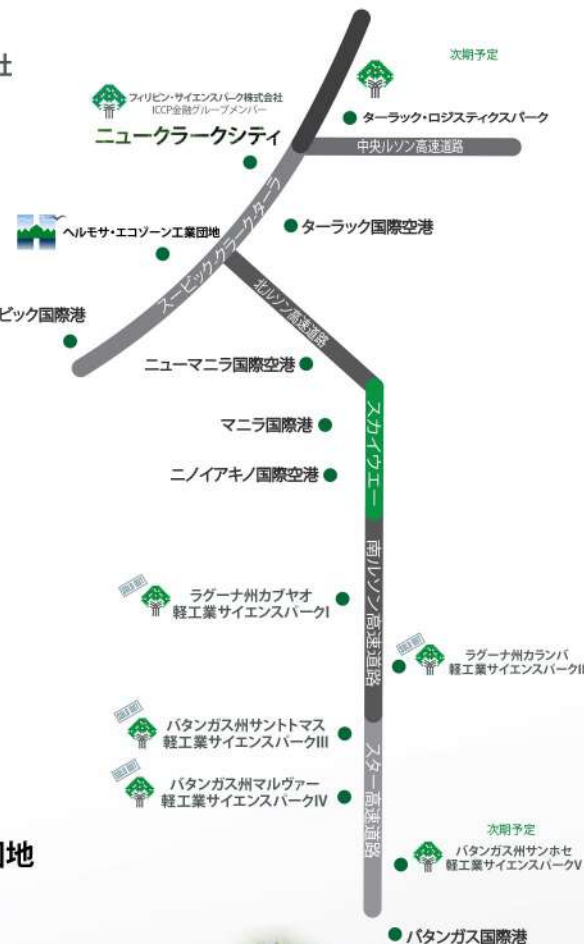 社
次期予定
フィリピン・サイエンスパーク株式会社
ICCP金融グループメンバー
ニュークラークシティ
ターラック・ロジスティクスパーク
中央ルソン高速道路
ヘルモサ・エコゾーン工業団地
ターラック国際空港
スービッククラークターラ
ビック国際港
北ルソン高速道路
ニューマニラ国際空港
スカイウエー
マニラ国際港
ニノイアキノ国際空港
南ルソン高速道路
SOLD OUT
ラグーナ州カブヤオ
軽工業サイエンスパークI
SOLD OUT
ラグーナ州カランバ
軽工業サイエンスパークII
SOLD OUT
バタンガス州サントトマス
軽工業サイエンスパークIII
スター高速道路
SOLD OUT
バタンガス州マルヴァー
軽工業サイエンスパークIV
次期予定
バタンガス州サンホセ
軽工業サイエンスパークV
地
バタンガス国際港